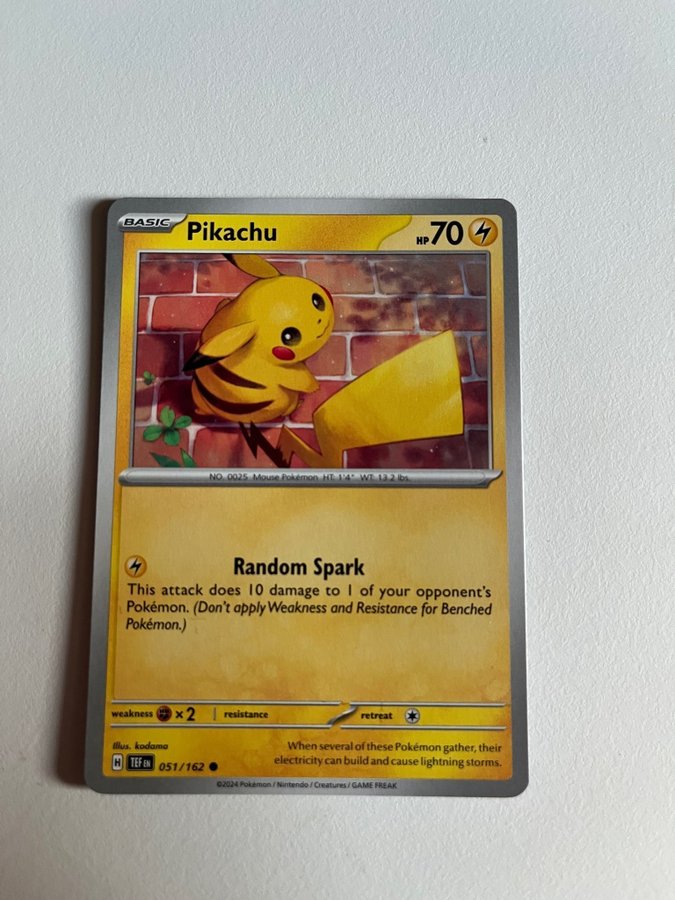 BASIC Pikachu HP 70
NO. 0025 Mouse Pokémon HT: 1'4" WT: 13.2 lbs.
Random Spark
This attack does 10 damage to 1 of your opponent's
Pokémon. (Don't apply Weakness and Resistance for Benched
Pokémon.)
weakness ×2 resistance retreat
Illus. kodama
When several of these Pokémon gather, their
electricity can build and cause lightning storms.
H TEF EN 051/162
©2024 Pokémon / Nintendo / Creatures / GAME FREAK